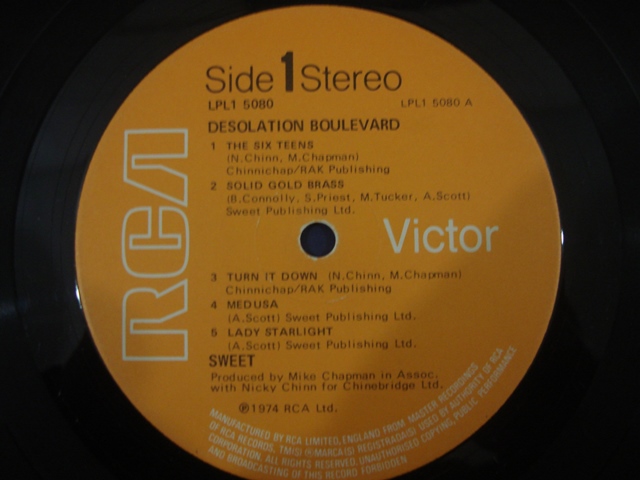 Side 1 Stereo
LPL1 5080 LPL1 5080 A
DESOLATION BOULEVARD
1 THE SIX TEENS
(N.Chinn, M.Chapman)
Chinnichap/RAK Publishing
2 SOLID GOLD BRASS
(B.Connolly, S.Priest, M.Tucker, A.Scott)
Sweet Publishing Ltd.
RCA Victor
3 TURN IT DOWN (N.Chinn, M.Chapman)
Chinnichap/RAK Publishing
4 MEDUSA
(A.Scott) Sweet Publishing Ltd.
5 LADY STARLIGHT
(A.Scott) Sweet Publishing Ltd.
SWEET
Produced by Mike Chapman in Assoc.
with Nicky Chinn for Chinebridge Ltd.
℗1974 RCA Ltd.
MANUFACTURED BY RCA LIMITED, ENGLAND FROM MASTER RECORDINGS
OF RCA RECORDS. TM(S) ® MARCA(S) REGISTRADA(S) USED BY AUTHORITY OF RCA
CORPORATION. ALL RIGHTS RESERVED. UNAUTHORISED COPYING, PUBLIC PERFORMANCE
AND BROADCASTING OF THIS RECORD FORBIDDEN